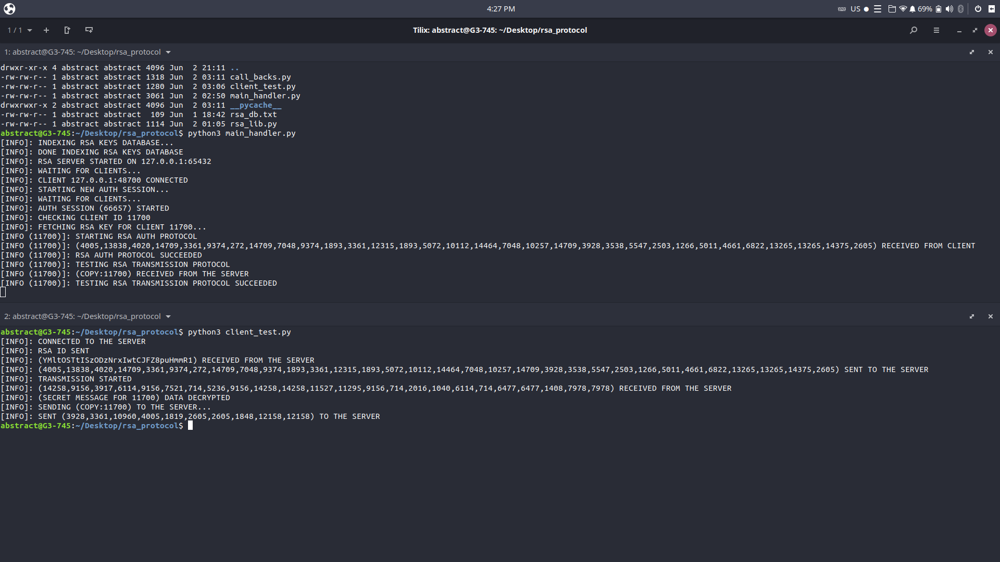 4:27 PM
US
69%
1 / 1
Tilix: abstract@G3-745: ~/Desktop/rsa_protocol
1: abstract@G3-745: ~/Desktop/rsa_protocol
drwxr-xr-x 4 abstract abstract 4096 Jun  2 21:11 ..
-rw-rw-r-- 1 abstract abstract 1318 Jun  2 03:11 call_backs.py
-rw-rw-r-- 1 abstract abstract 1280 Jun  2 03:06 client_test.py
-rw-rw-r-- 1 abstract abstract 3061 Jun  2 02:50 main_handler.py
drwxrwxr-x 2 abstract abstract 4096 Jun  2 03:11 __pycache__
-rw-rw-r-- 1 abstract abstract  109 Jun  1 18:42 rsa_db.txt
-rw-rw-r-- 1 abstract abstract 1114 Jun  2 01:05 rsa_lib.py
abstract@G3-745:~/Desktop/rsa_protocol$ python3 main_handler.py
[INFO]: INDEXING RSA KEYS DATABASE...
[INFO]: DONE INDEXING RSA KEYS DATABASE
[INFO]: RSA SERVER STARTED ON 127.0.0.1:65432
[INFO]: WAITING FOR CLIENTS...
[INFO]: CLIENT 127.0.0.1:48700 CONNECTED
[INFO]: STARTING NEW AUTH SESSION...
[INFO]: WAITING FOR CLIENTS...
[INFO]: AUTH SESSION (66657) STARTED
[INFO]: CHECKING CLIENT ID 11700
[INFO]: FETCHING RSA KEY FOR CLIENT 11700...
[INFO (11700)]: STARTING RSA AUTH PROTOCOL
[INFO (11700)]: (4005,13838,4020,14709,3361,9374,272,14709,7048,9374,1893,3361,12315,1893,5072,10112,14464,7048,10257,14709,3928,3538,5547,2503,1266,5011,4661,6822,13265,13265,14375,2605) RECEIVED FROM CLIENT
[INFO (11700)]: RSA AUTH PROTOCOL SUCCEEDED
[INFO (11700)]: TESTING RSA TRANSMISSION PROTOCOL
[INFO (11700)]: (COPY:11700) RECEIVED FROM THE SERVER
[INFO (11700)]: TESTING RSA TRANSMISSION PROTOCOL SUCCEEDED
2: abstract@G3-745: ~/Desktop/rsa_protocol
abstract@G3-745:~/Desktop/rsa_protocol$ python3 client_test.py
[INFO]: CONNECTED TO THE SERVER
[INFO]: RSA ID SENT
[INFO]: (YMltOSTtISzODzNrxIwtCJFZ8puHmmR1) RECEIVED FROM THE SERVER
[INFO]: (4005,13838,4020,14709,3361,9374,272,14709,7048,9374,1893,3361,12315,1893,5072,10112,14464,7048,10257,14709,3928,3538,5547,2503,1266,5011,4661,6822,13265,13265,14375,2605) SENT TO THE SERVER
[INFO]: TRANSMISSION STARTED
[INFO]: (14258,9156,3917,6114,9156,7521,714,5236,9156,14258,14258,11527,11295,9156,714,2016,1040,6114,714,6477,6477,1408,7978,7978) RECEIVED FROM THE SERVER
[INFO]: (SECRET MESSAGE FOR 11700) DATA DECRYPTED
[INFO]: SENDING (COPY:11700) TO THE SERVER...
[INFO]: SENT (3928,3361,10960,4005,1819,2605,2605,1848,12158,12158) TO THE SERVER
abstract@G3-745:~/Desktop/rsa_protocol$